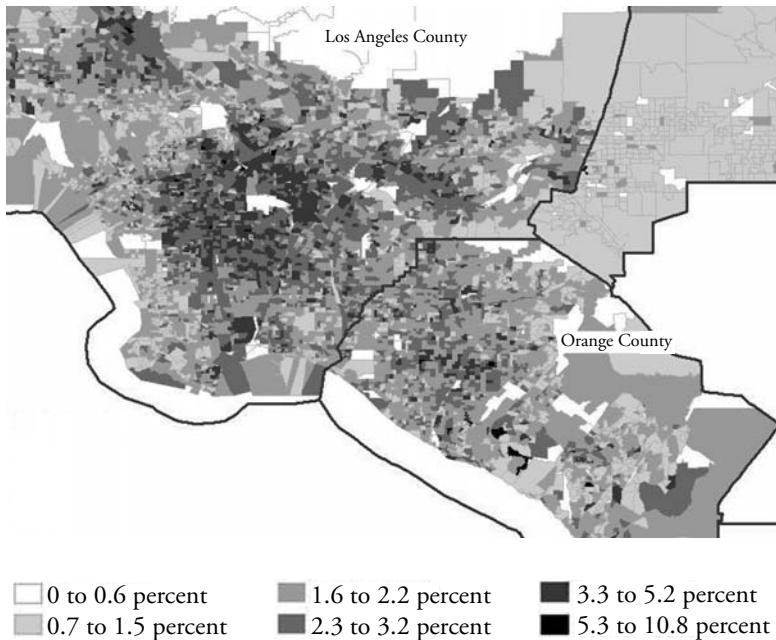 Los Angeles County
Orange County
0 to 0.6 percent
1.6 to 2.2 percent
3.3 to 5.2 percent
0.7 to 1.5 percent
2.3 to 3.2 percent
5.3 to 10.8 percent